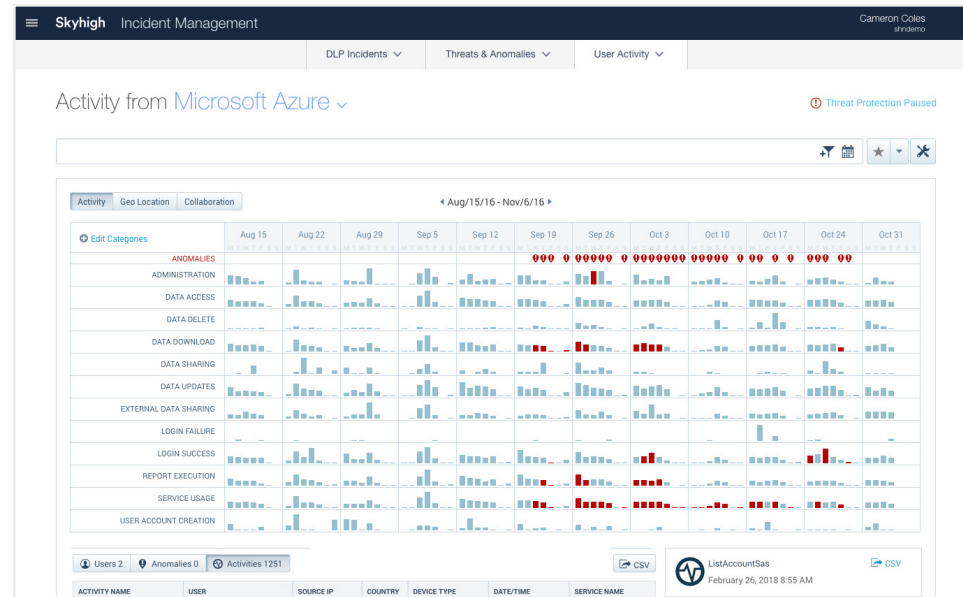 Skyhigh Incident Management
Cameron Coles
shndemo
DLP Incidents
Threats & Anomalies
User Activity
Activity from Microsoft Azure
Threat Protection Paused
Activity Geo Location Collaboration
Aug/15/16 - Nov/6/16
Edit Categories
Aug 15 Aug 22 Aug 29 Sep 5 Sep 12 Sep 19 Sep 26 Oct 3 Oct 10 Oct 17 Oct 24 Oct 31
M T W T F S S M T W T F S S M T W T F S S M T W T F S S M T W T F S S M T W T F S S M T W T F S S M T W T F S S M T W T F S S M T W T F S S M T W T F S S M T W T F S S
ANOMALIES
ADMINISTRATION
DATA ACCESS
DATA DELETE
DATA DOWNLOAD
DATA SHARING
DATA UPDATES
EXTERNAL DATA SHARING
LOGIN FAILURE
LOGIN SUCCESS
REPORT EXECUTION
SERVICE USAGE
USER ACCOUNT CREATION
Users 2 Anomalies 0 Activities 1251
CSV
ListAccountSas
CSV
February 26, 2018 8:55 AM
ACTIVITY NAME USER SOURCE IP COUNTRY DEVICE TYPE DATE/TIME SERVICE NAME